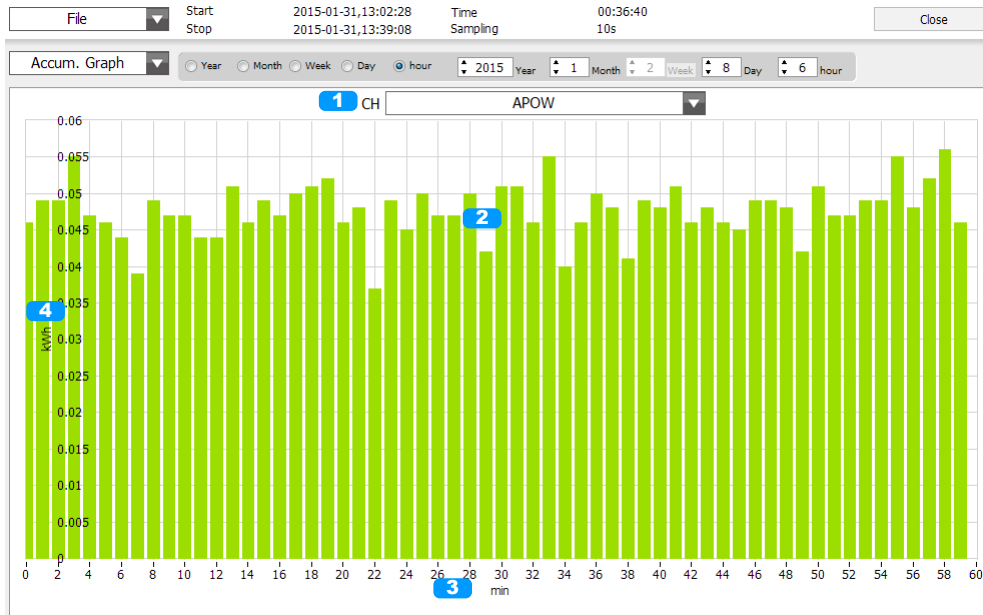 File Start 2015-01-31,13:02:28 Time 00:36:40 Close
Stop 2015-01-31,13:39:08 Sampling 10s
Accum. Graph Year Month Week Day hour 2015 Year 1 Month 2 Week 8 Day 6 hour
1 CH APOW
0.06
0.055
0.05
2
0.045
0.04
4 0.035
kWh
0.03
0.025
0.02
0.015
0.01
0.005
0
0 2 4 6 8 10 12 14 16 18 20 22 24 26 28 30 32 34 36 38 40 42 44 46 48 50 52 54 56 58 60
3 min